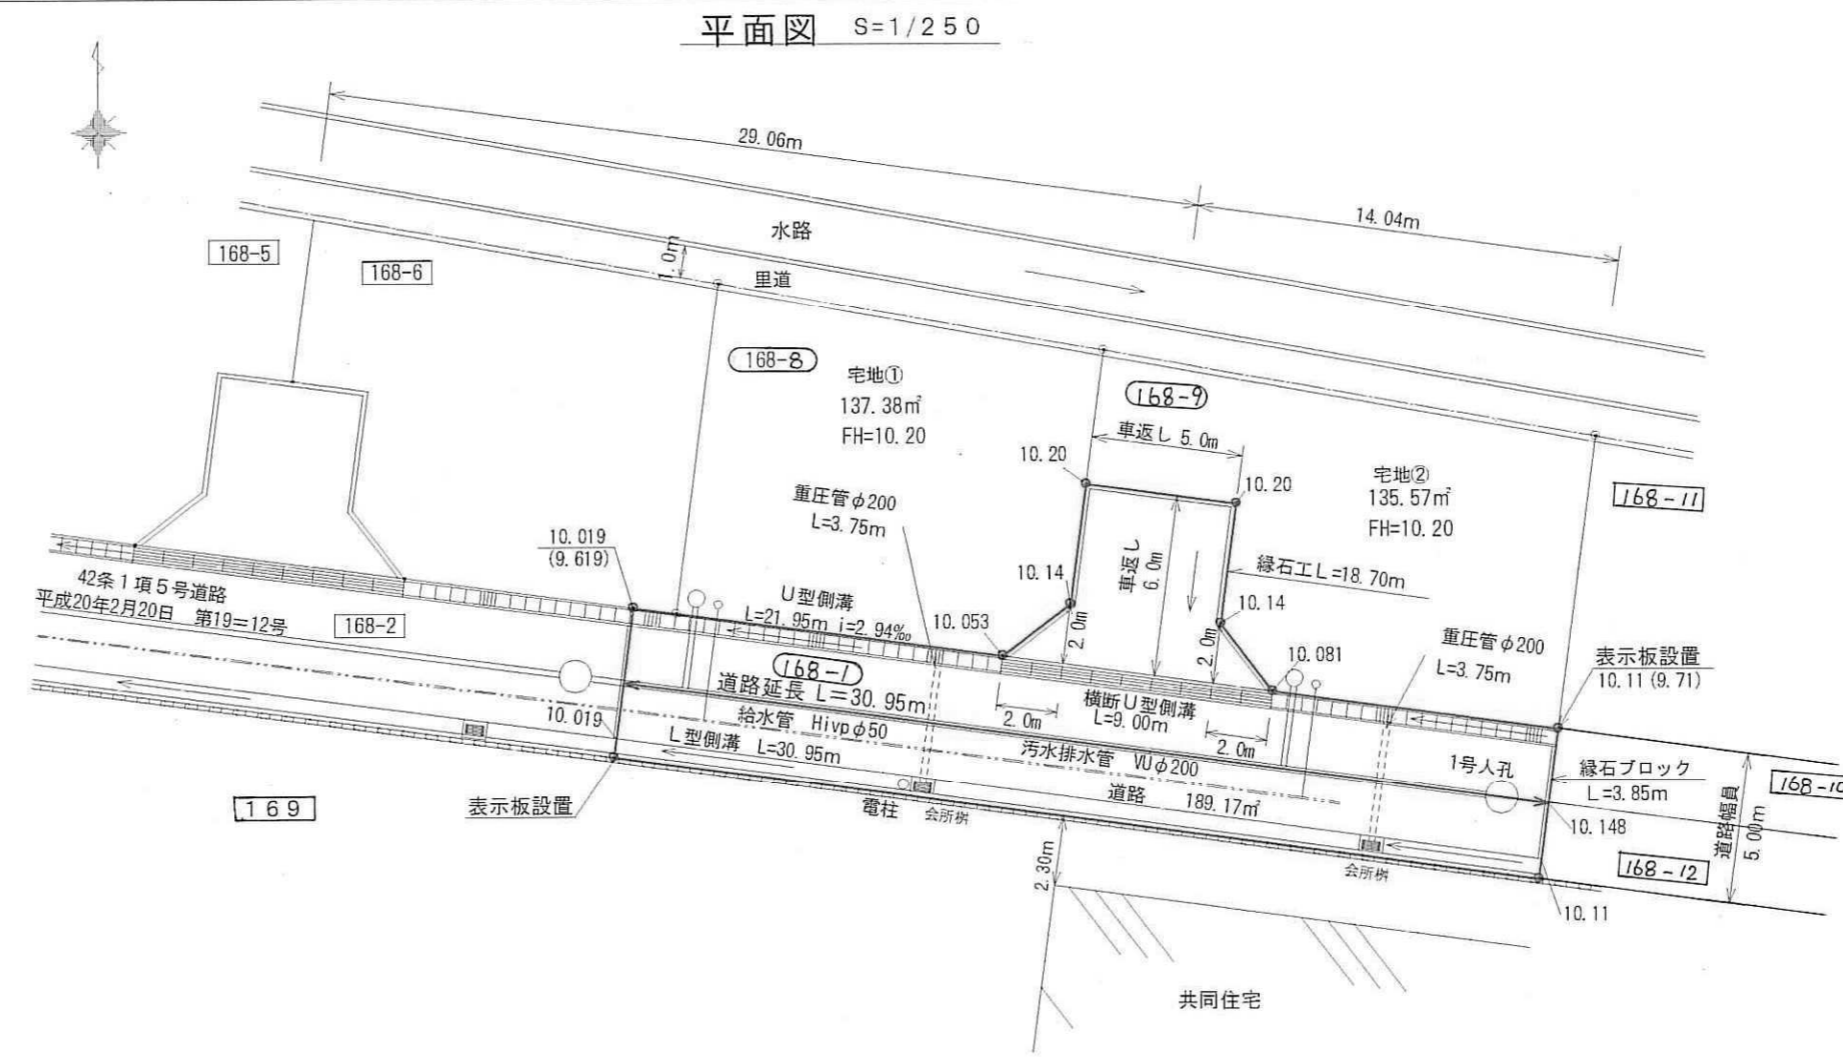 平面図 S=1/250
29.06m
14.04m
水路
1.0m
里道
168-5
168-6
168-8
宅地①
137.38㎡
FH=10.20
168-9
車返し 5.0m
10.20
10.20
宅地②
135.57㎡
FH=10.20
168-11
重圧管φ200
L=3.75m
10.019
(9.619)
車返し
6.0m
縁石工L=18.70m
10.14
10.14
42条1項5号道路
平成20年2月20日 第19=12号
168-2
U型側溝
L=21.95m i=2.94‰
10.053
2.0m
2.0m
10.081
重圧管φ200
L=3.75m
表示板設置
10.11(9.71)
168-1
道路延長 L=30.95m
2.0m
横断U型側溝
L=9.00m
2.0m
10.019
給水管 Hivpφ50
L型側溝 L=30.95m
汚水排水管 VUφ200
1号人孔
縁石ブロック
L=3.85m
168-10
道路 189.17㎡
169
表示板設置
電柱
会所桝
10.148
道路幅員
5.00m
2.30m
会所桝
168-12
10.11
共同住宅